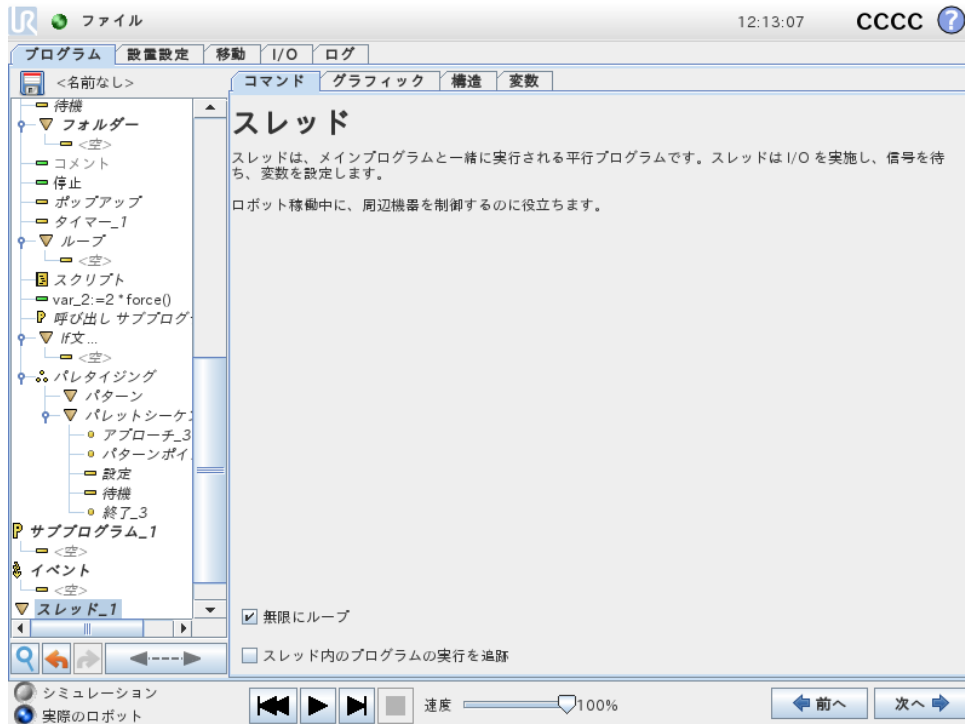 UR ファイル 12:13:07 CCCC ?
プログラム 設置設定 移動 I/O ログ
<名前なし>
コマンド グラフィック 構造 変数
待機
フォルダー
<空>
コメント
停止
ポップアップ
タイマー_1
ループ
<空>
スクリプト
var_2:=2 * force()
呼び出し サブプログ
If文 ...
<空>
パレタイジング
パターン
パレットシーケ
アプローチ_3
パターンポイ
設定
待機
終了_3
サブプログラム_1
<空>
イベント
<空>
スレッド_1
スレッド
スレッドは、メインプログラムと一緒に実行される平行プログラムです。スレッドは I/O を実施し、信号を待
ち、変数を設定します。
ロボット稼働中に、周辺機器を制御するのに役立ちます。
無限にループ
スレッド内のプログラムの実行を追跡
シミュレーション
実際のロボット
速度 100%
前へ 次へ